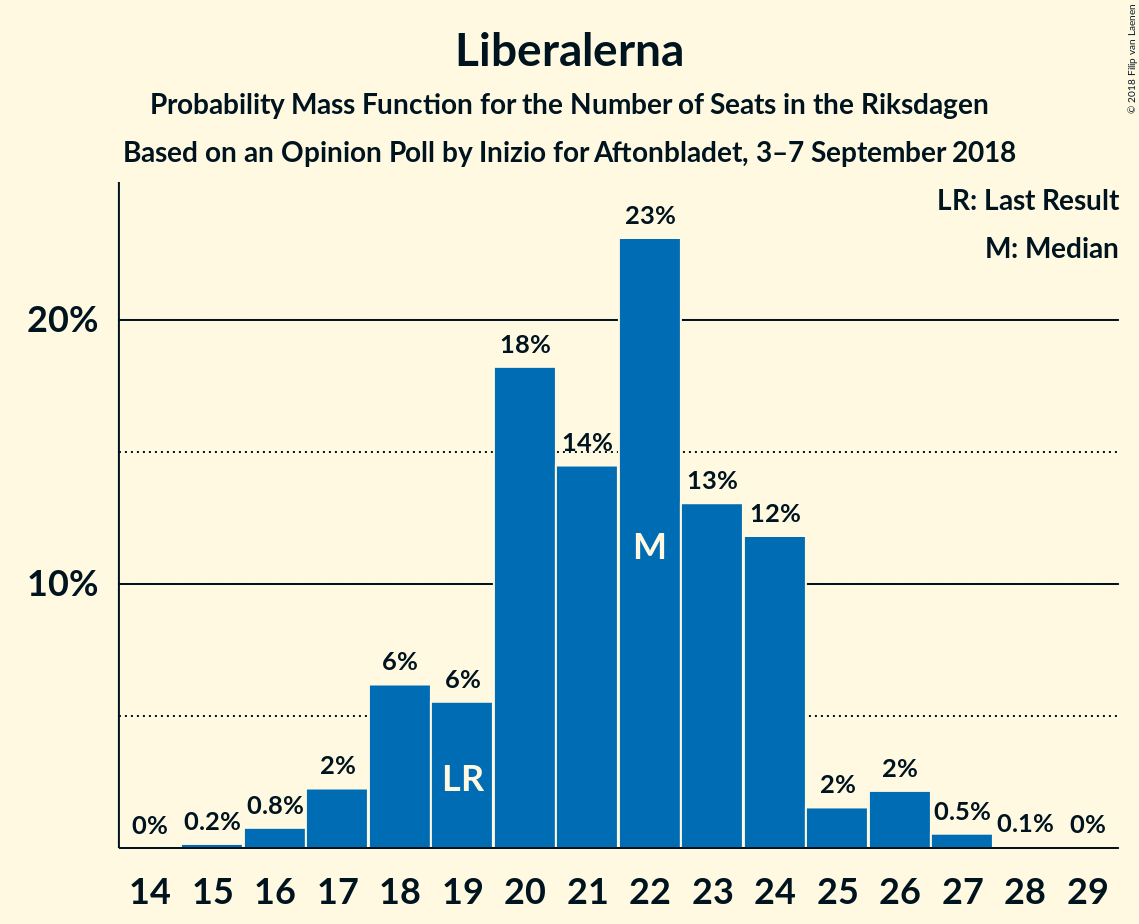 © 2018 Filip van Laenen
Liberalerna
Probability Mass Function for the Number of Seats in the Riksdagen
Based on an Opinion Poll by Inizio for Aftonbladet, 3–7 September 2018
LR: Last Result
M: Median
20%
10%
0% 0.2% 0.8% 2% 6% 6% 18% 14% 23% 13% 12% 2% 2% 0.5% 0.1% 0%
LR M
14 15 16 17 18 19 20 21 22 23 24 25 26 27 28 29